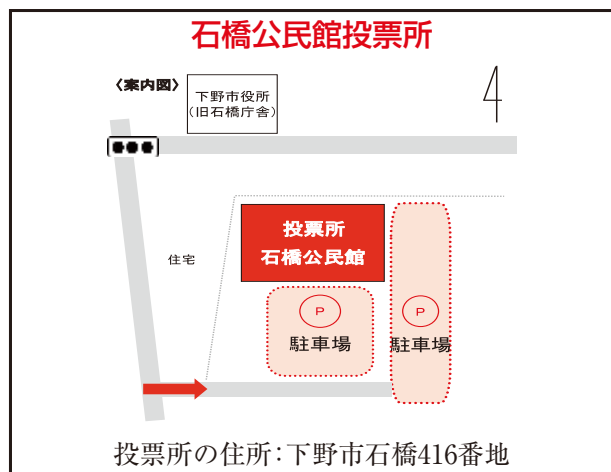 石橋公民館投票所
〈案内図〉
下野市役所
(旧石橋庁舎)
投票所
石橋公民館
住宅
P
駐車場
P
駐車場
投票所の住所:下野市石橋416番地